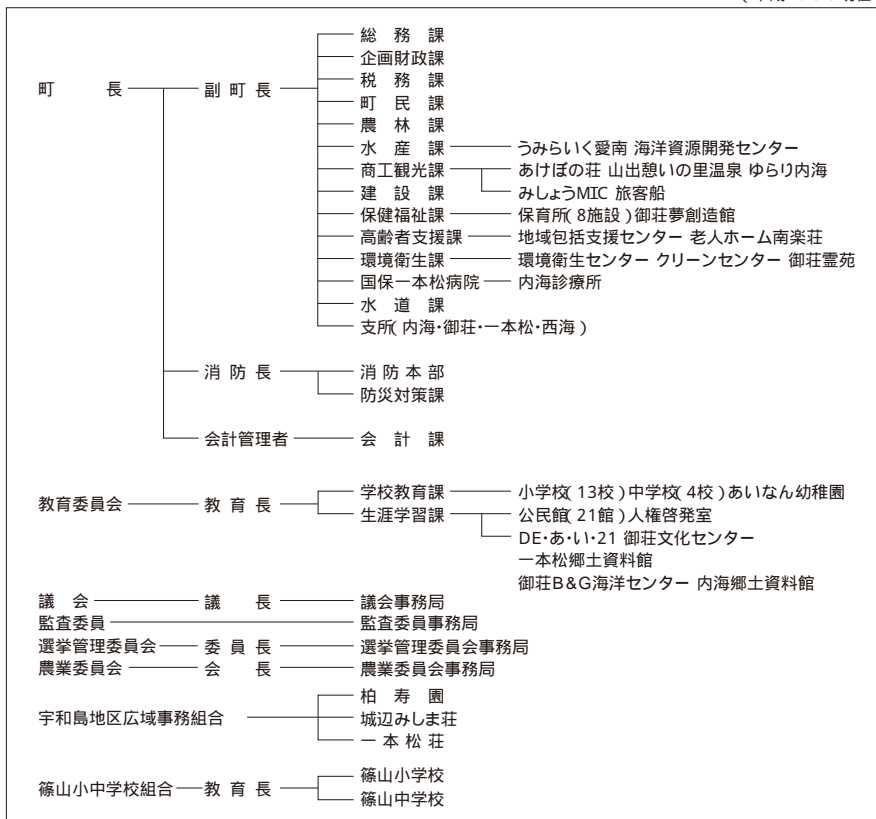 総務課
企画財政課
税務課
町長 副町長 町民課
農林課
水産課 うみらいく愛南 海洋資源開発センター
商工観光課 あけぼの荘 山出憩いの里温泉 ゆらり内海
建設課 みしょうMIC 旅客船
保健福祉課 保育所(8施設)御荘夢創造館
高齢者支援課 地域包括支援センター 老人ホーム南楽荘
環境衛生課 環境衛生センター クリーンセンター 御荘霊苑
国保一本松病院 内海診療所
水道課
支所(内海・御荘・一本松・西海)
消防長 消防本部
防災対策課
会計管理者 会計課
学校教育課 小学校(13校)中学校(4校)あいなん幼稚園
教育委員会 教育長
生涯学習課 公民館(21館)人権啓発室
DE・あ・い・21 御荘文化センター
一本松郷土資料館
御荘B&G海洋センター 内海郷土資料館
議会 議長 議会事務局
監査委員 監査委員事務局
選挙管理委員会 委員長 選挙管理委員会事務局
農業委員会 会長 農業委員会事務局
柏寿園
宇和島地区広域事務組合 城辺みしま荘
一本松荘
篠山小学校
篠山小中学校組合 教育長
篠山中学校